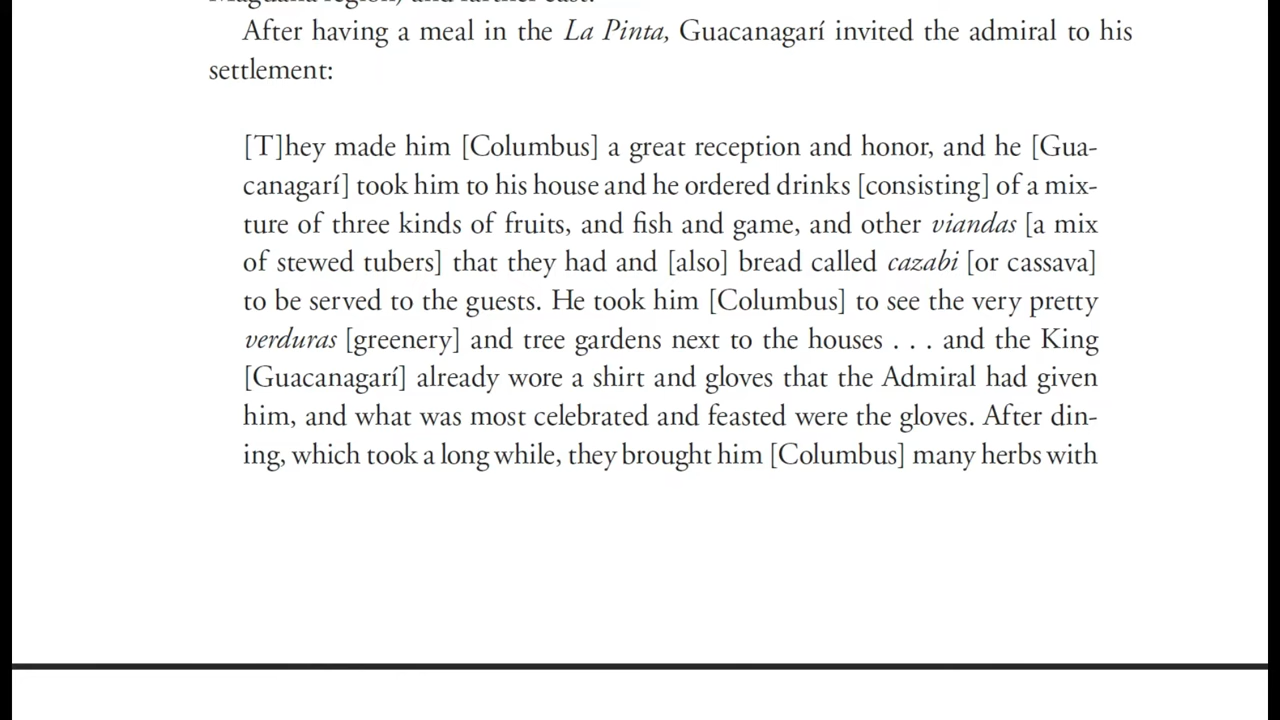 After having a meal in the La Pinta, Guacanagarí invited the admiral to his
settlement:
[T]hey made him [Columbus] a great reception and honor, and he [Gua-
canagarí] took him to his house and he ordered drinks [consisting] of a mix-
ture of three kinds of fruits, and fish and game, and other viandas [a mix
of stewed tubers] that they had and [also] bread called cazabi [or cassava]
to be served to the guests. He took him [Columbus] to see the very pretty
verduras [greenery] and tree gardens next to the houses . . . and the King
[Guacanagarí] already wore a shirt and gloves that the Admiral had given
him, and what was most celebrated and feasted were the gloves. After din-
ing, which took a long while, they brought him [Columbus] many herbs with